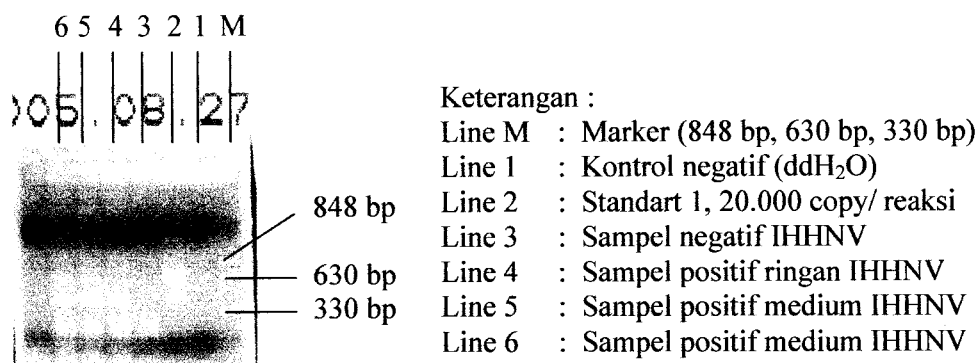 6 5 4 3 2 1 M
005.08.27
848 bp
630 bp
330 bp
Keterangan :
Line M : Marker (848 bp, 630 bp, 330 bp)
Line 1 : Kontrol negatif (ddH₂O)
Line 2 : Standart 1, 20.000 copy/ reaksi
Line 3 : Sampel negatif IHHNV
Line 4 : Sampel positif ringan IHHNV
Line 5 : Sampel positif medium IHHNV
Line 6 : Sampel positif medium IHHNV